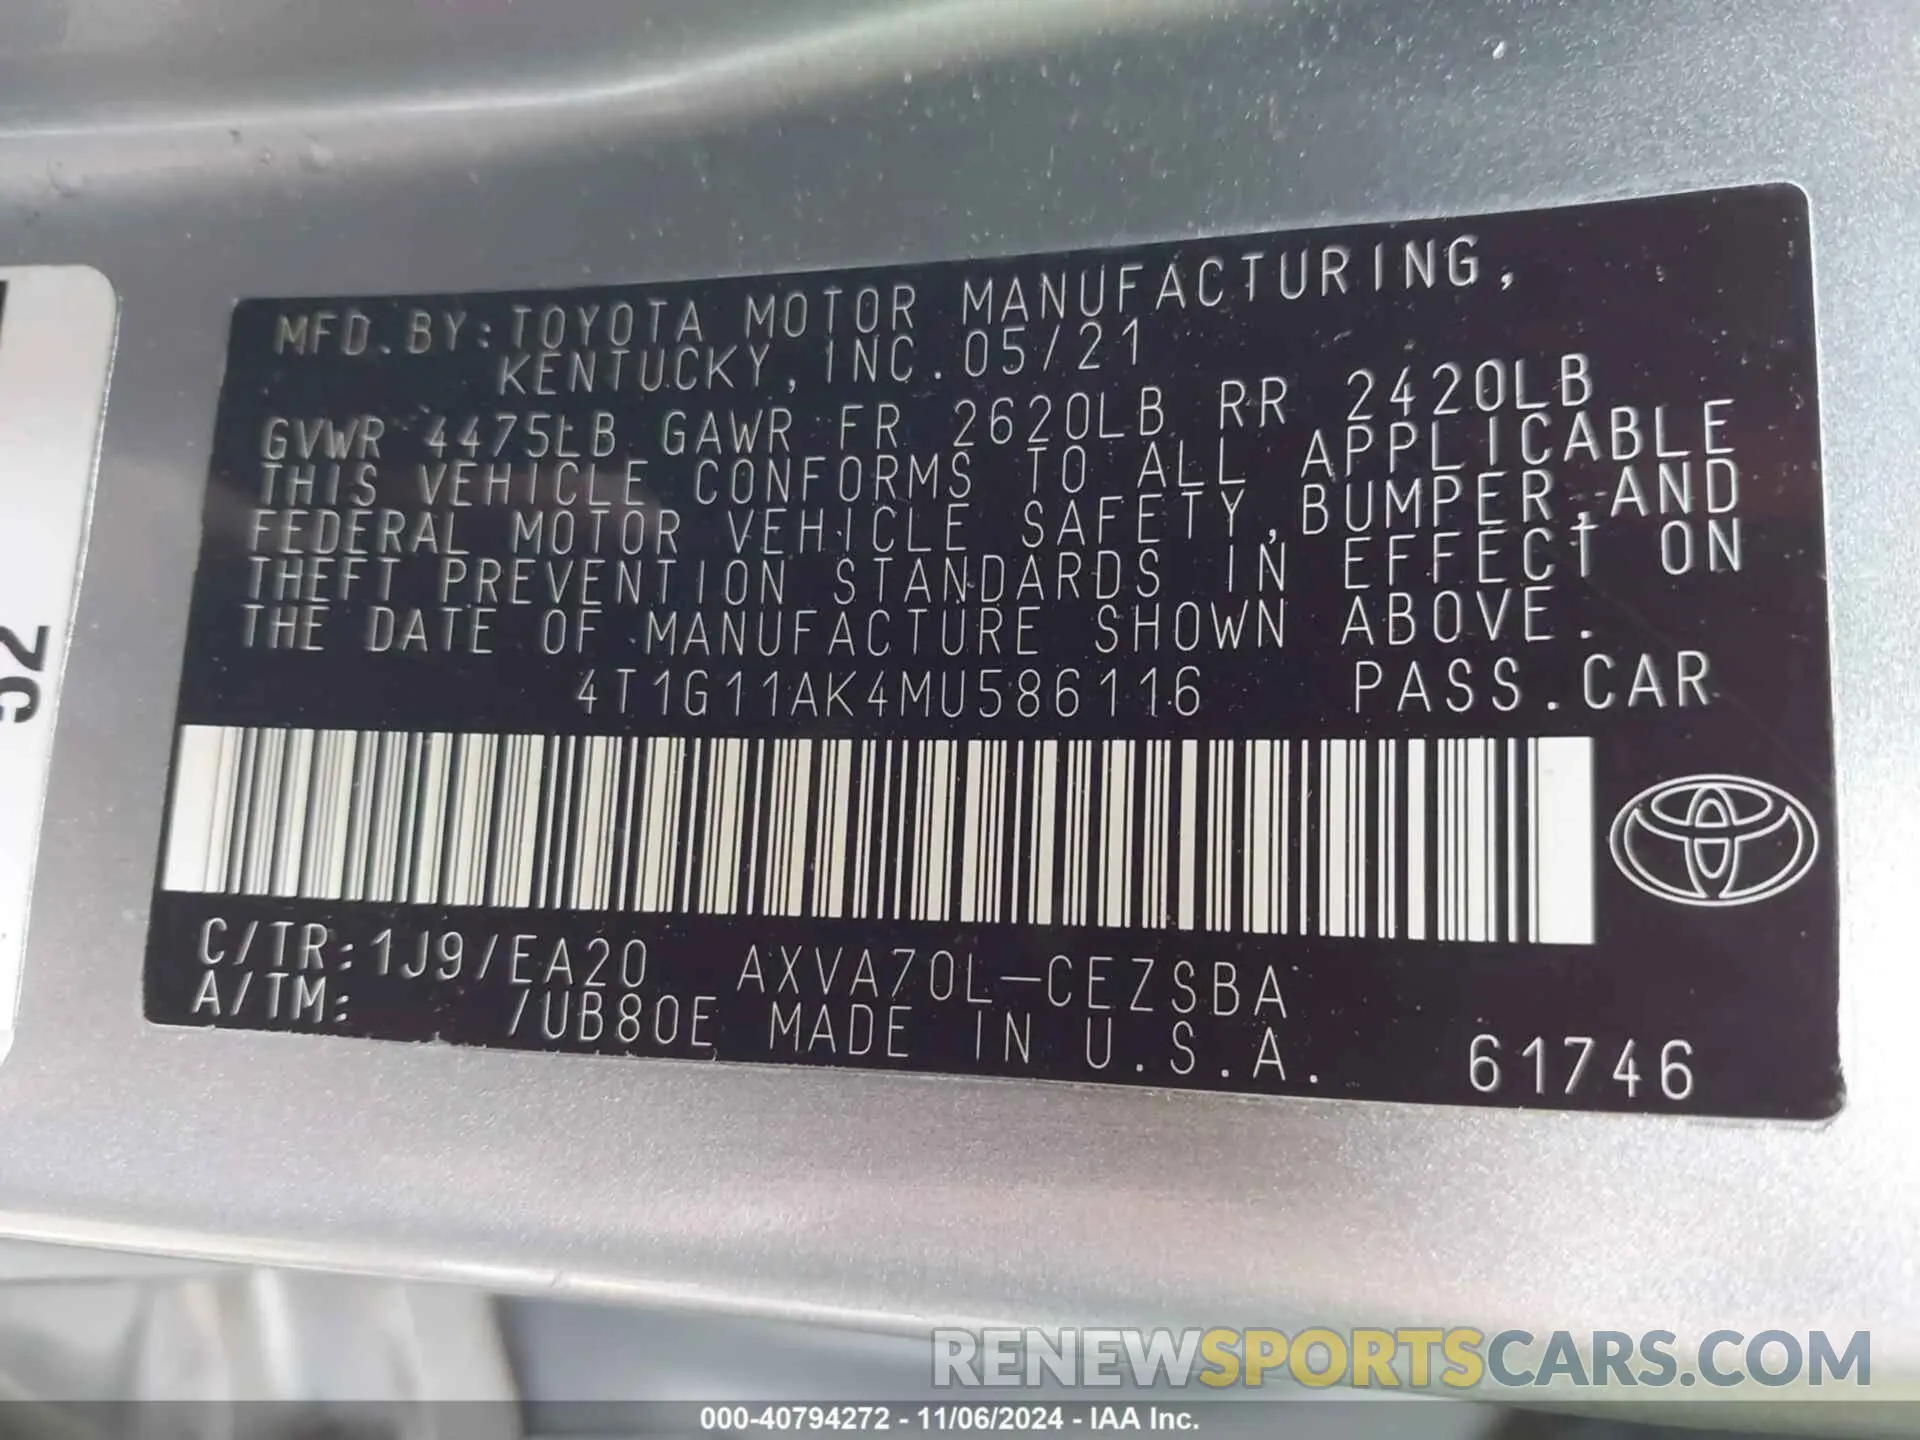 MFD.BY:TOYOTA MOTOR MANUFACTURING,
KENTUCKY, INC.05/21
GVWR 4475LB GAWR FR 2620LB RR 2420LB
THIS VEHICLE CONFORMS TO ALL APPLICABLE
FEDERAL MOTOR VEHICLE SAFETY,BUMPER,AND
THEFT PREVENTION STANDARDS IN EFFECT ON
THE DATE OF MANUFACTURE SHOWN ABOVE.
4T1G11AK4MU586116 PASS.CAR
C/TR:1J9/EA20 AXVA70L-CEZSBA
A/TM: /UB80E MADE IN U.S.A. 61746
52
RENEWSPORTSCARS.COM
000-40794272 - 11/06/2024 - IAA Inc.